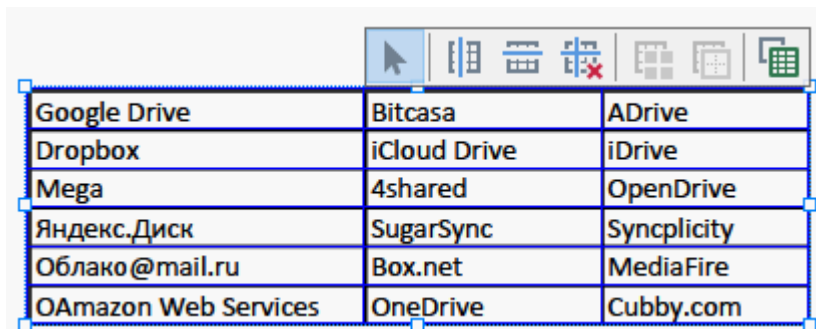 Google Drive Bitcasa ADrive
Dropbox iCloud Drive iDrive
Mega 4shared OpenDrive
Яндекс.Диск SugarSync Syncplicity
Облако@mail.ru Box.net MediaFire
OAmazon Web Services OneDrive Cubby.com